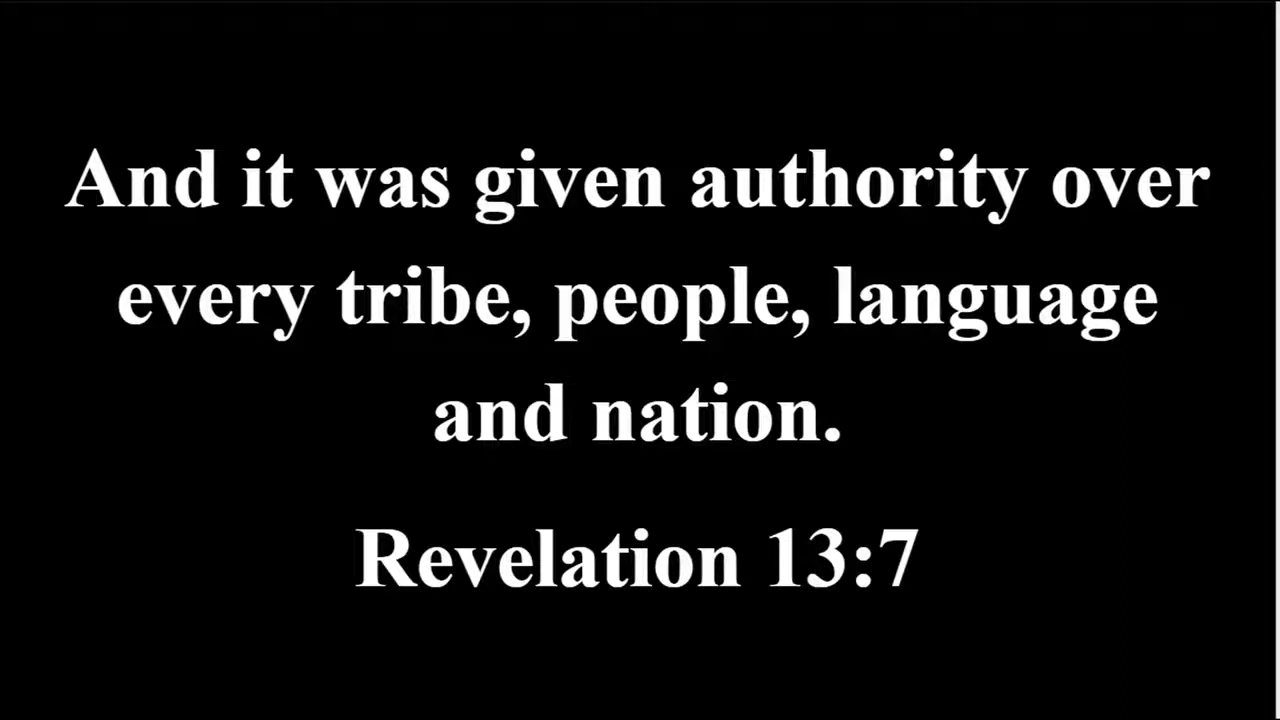 And it was given authority over
every tribe, people, language
and nation.
Revelation 13:7